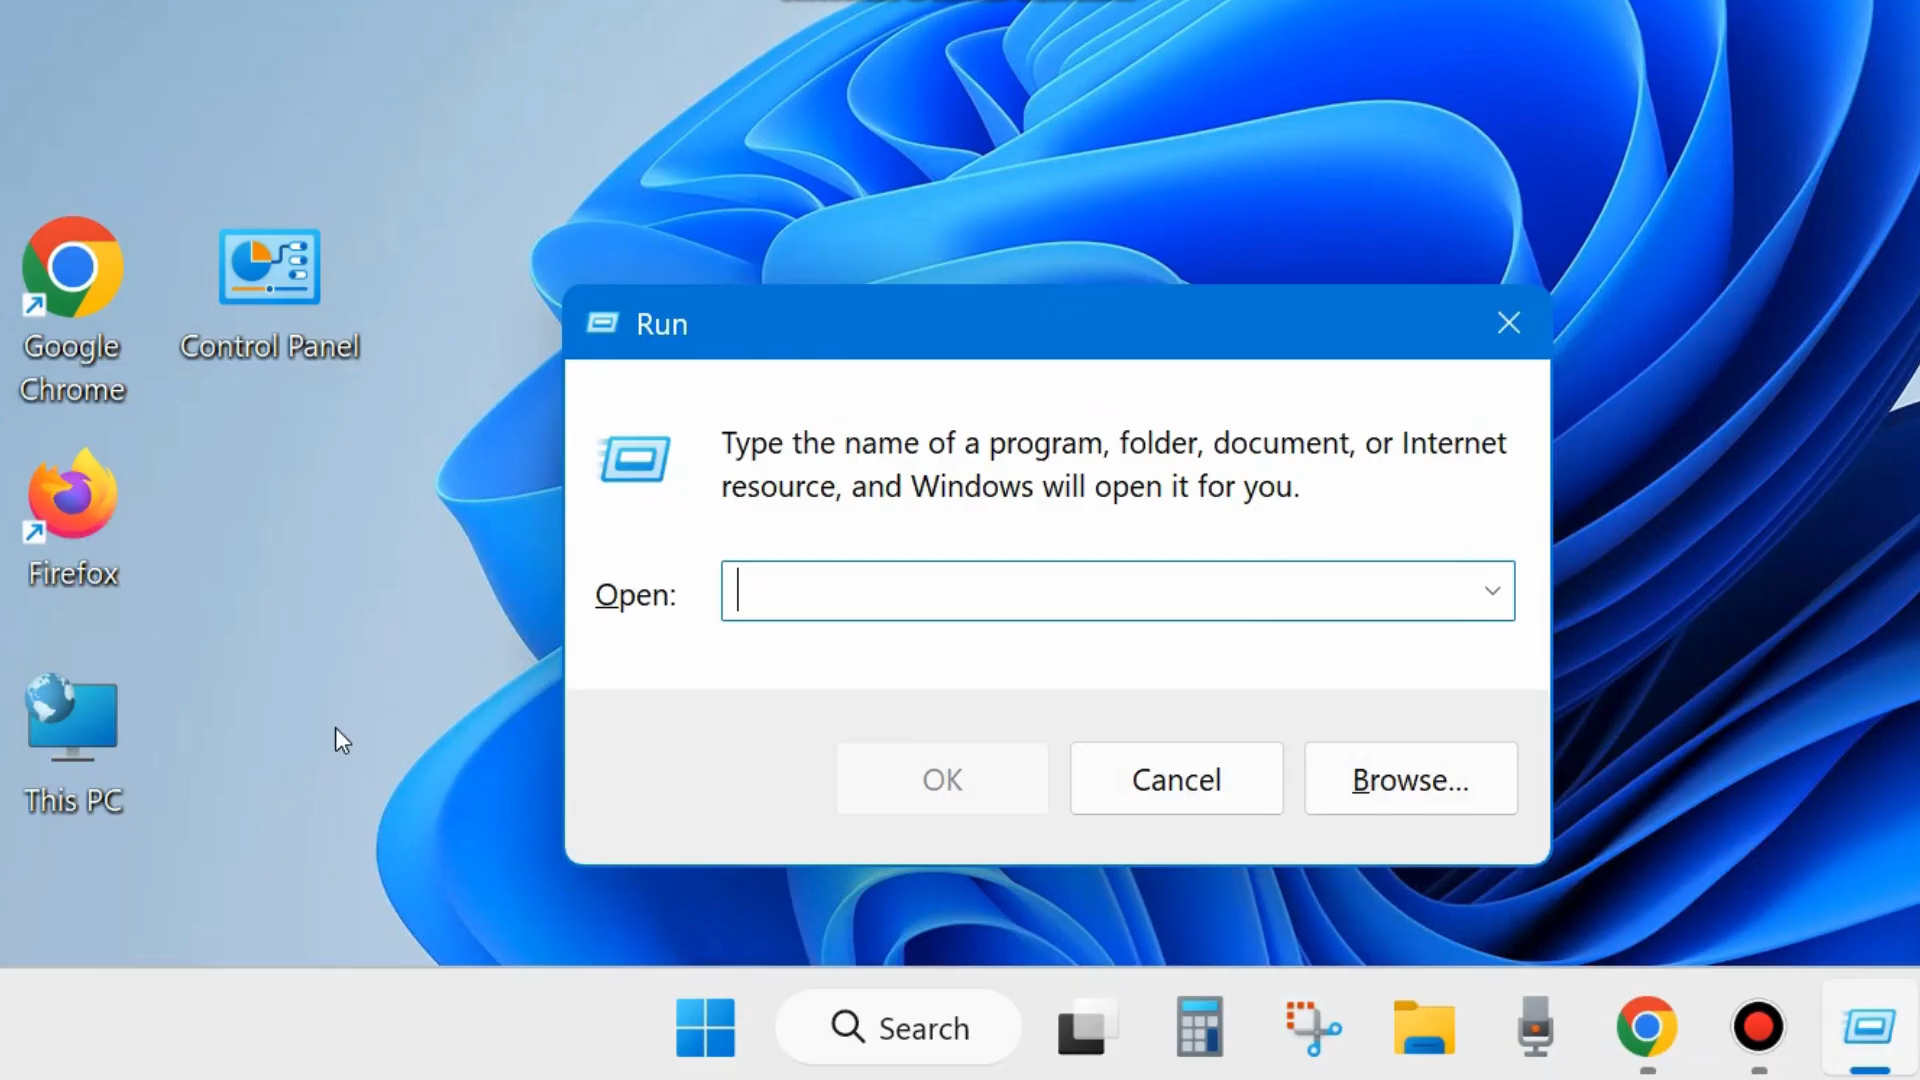 Google
Chrome
Control Panel
Firefox
This PC
Run
Type the name of a program, folder, document, or Internet
resource, and Windows will open it for you.
Open:
OK
Cancel
Browse...
Search